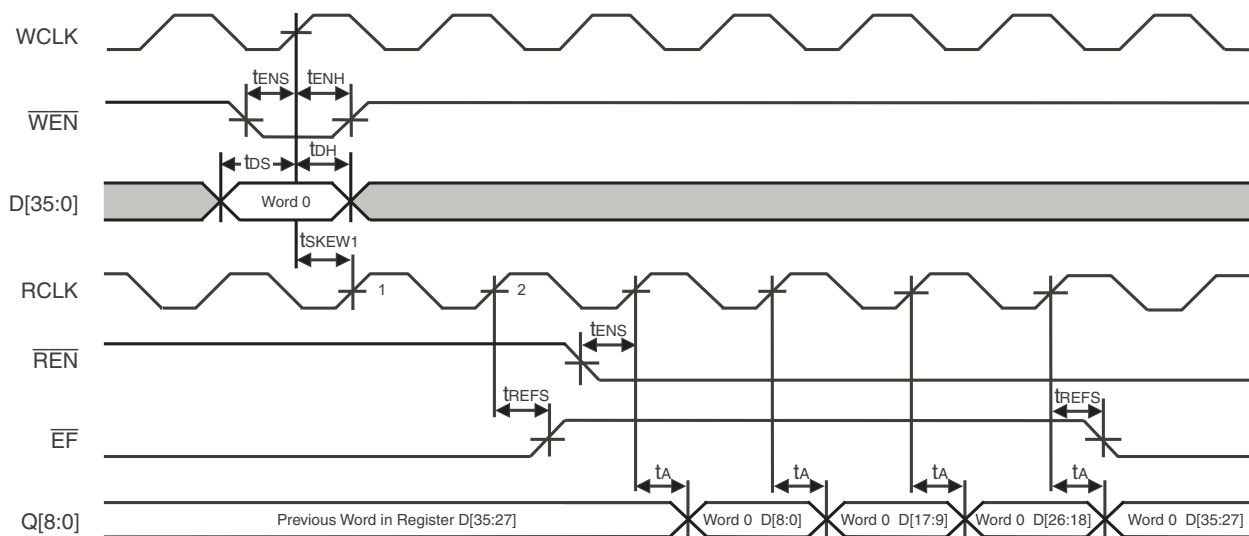 WCLK
tENS tENH
WEN
tDS tDH
D[35:0] Word 0
tSKEW1
RCLK 1 2
tENS
REN
tREFS tREFS
EF
tA tA tA tA
Q[8:0] Previous Word in Register D[35:27] Word 0 D[8:0] Word 0 D[17:9] Word 0 D[26:18] Word 0 D[35:27]